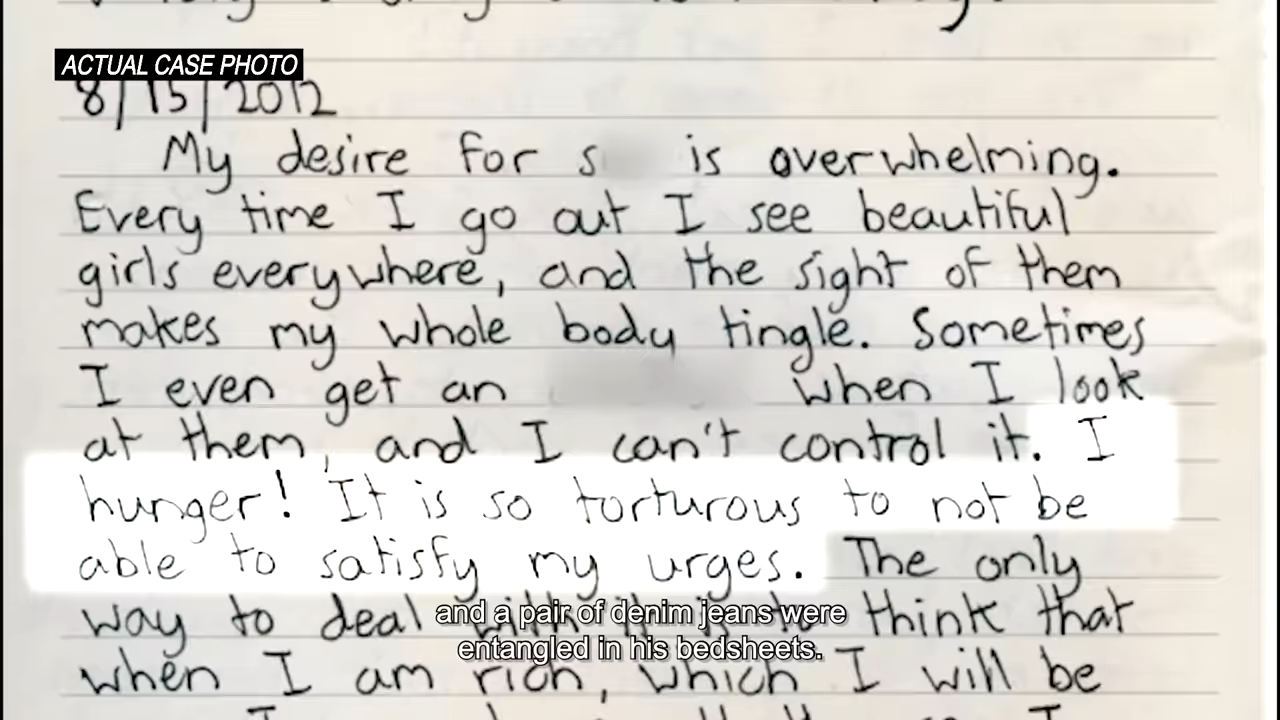 ACTUAL CASE PHOTO
8/15/2012
My desire for s is overwhelming.
Every time I go out I see beautiful
girls everywhere, and the sight of them
makes my whole body tingle. Sometimes
I even get an when I look
at them, and I can't control it. I
hunger! It is so torturous to not be
able to satisfy my urges. The only
way to deal with it is to think that
and a pair of denim jeans were
entangled in his bedsheets.
when I am rich, which I will be